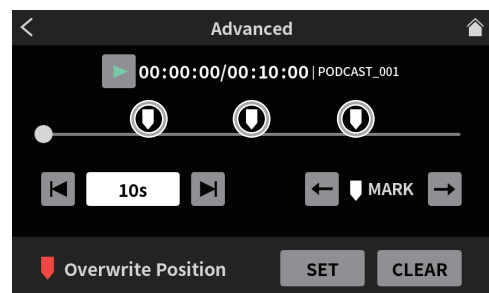 Advanced
00:00:00/00:10:00 | PODCAST_001
10s
MARK
Overwrite Position
SET
CLEAR